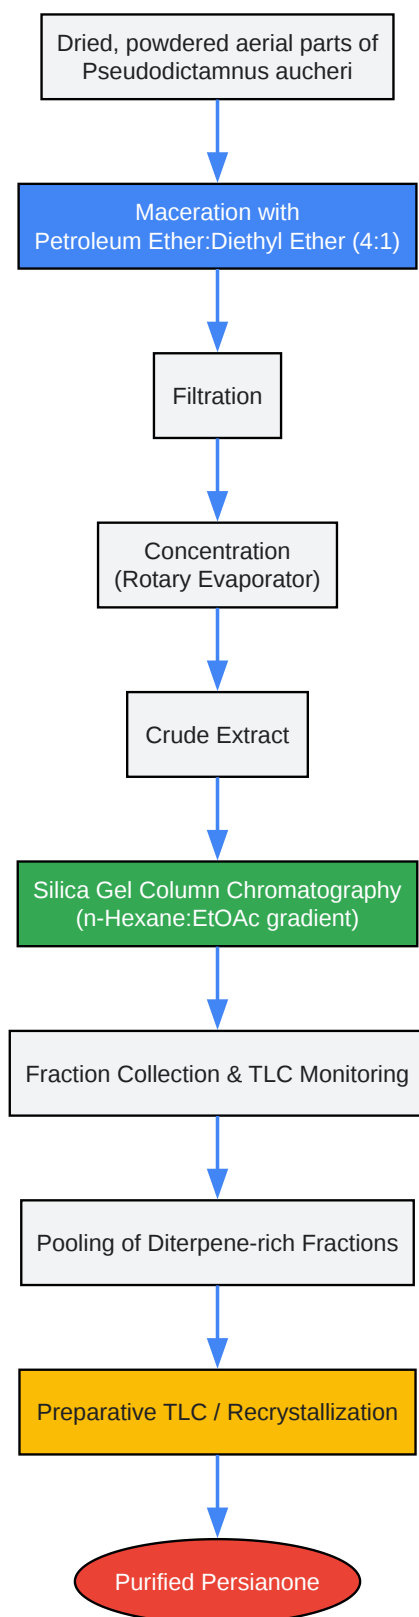 Dried, powdered aerial parts of
Pseudodictamnus aucheri
Maceration with
Petroleum Ether:Diethyl Ether (4:1)
Filtration
Concentration
(Rotary Evaporator)
Crude Extract
Silica Gel Column Chromatography
(n-Hexane:EtOAc gradient)
Fraction Collection & TLC Monitoring
Pooling of Diterpene-rich Fractions
Preparative TLC / Recrystallization
Purified Persianone